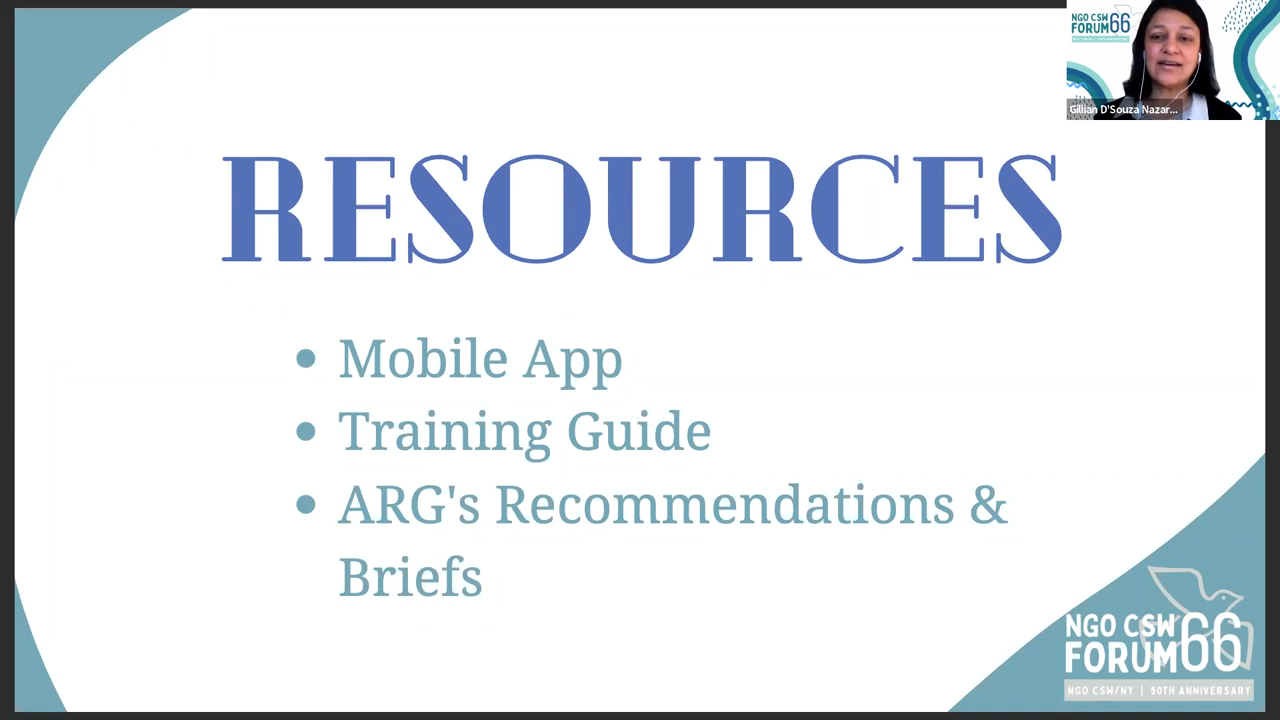 NGO CSW
FORUM66
Gillian D'Souza Nazar...
RESOURCES
• Mobile App
• Training Guide
• ARG's Recommendations &
Briefs
NGO CSW
FORUM66
NGO CSW/NY | 50TH ANNIVERSARY